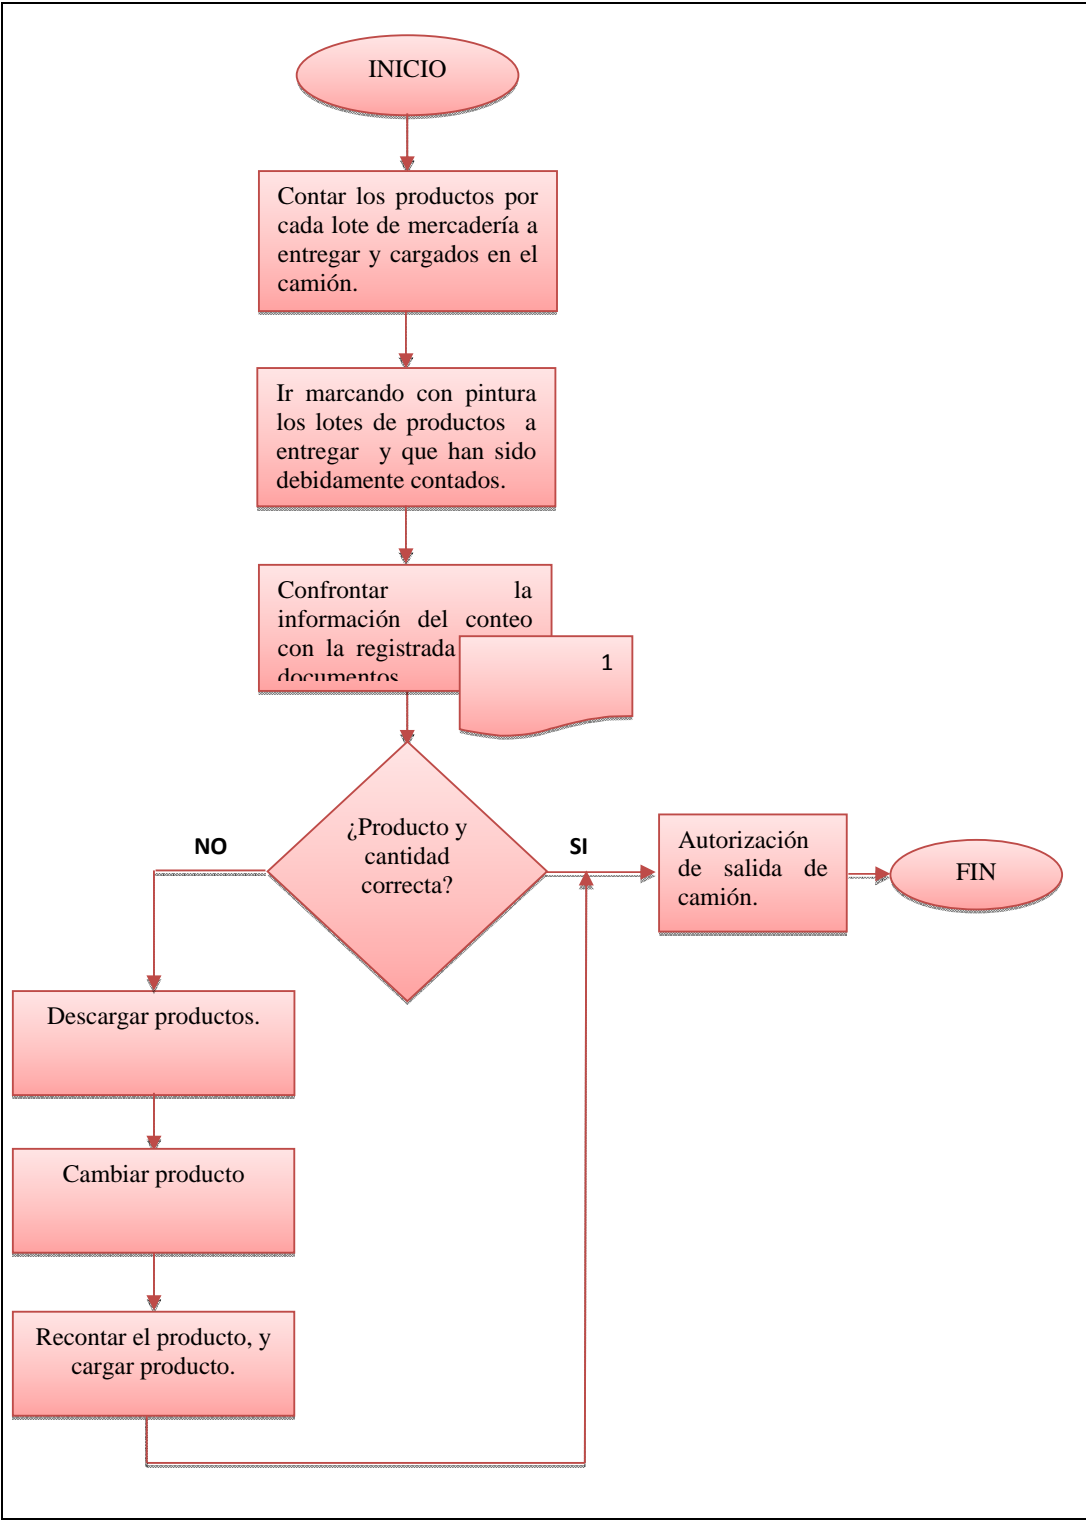 INICIO
Contar los productos por
cada lote de mercadería a
entregar y cargados en el
camión.
Ir marcando con pintura
los lotes de productos a
entregar y que han sido
debidamente contados.
Confrontar la
información del conteo
con la registrada
documentos
1
¿Producto y
cantidad
correcta?
NO
SI
Autorización
de salida de
camión.
FIN
Descargar productos.
Cambiar producto
Recontar el producto, y
cargar producto.